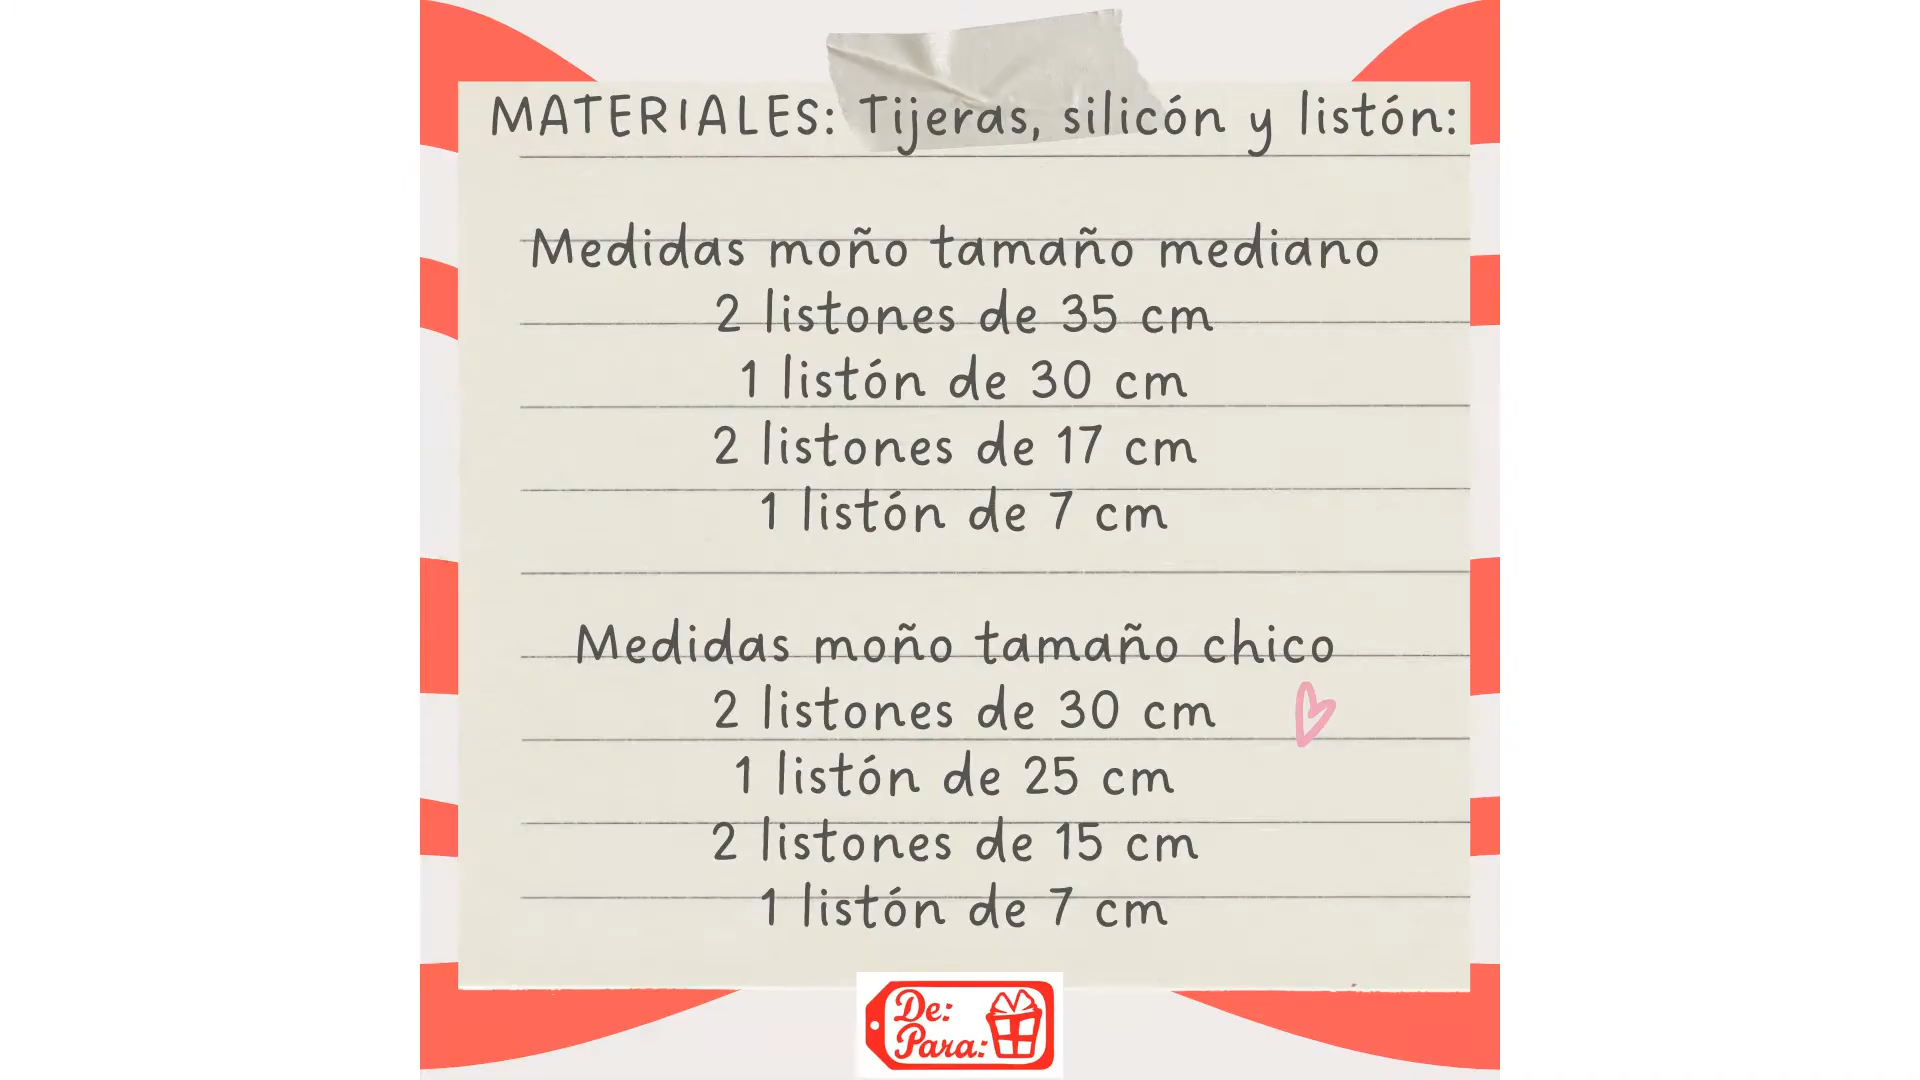 MATERIALES: Tijeras, silicón y listón:
Medidas moño tamaño mediano
2 listones de 35 cm
1 listón de 30 cm
2 listones de 17 cm
1 listón de 7 cm
Medidas moño tamaño chico
2 listones de 30 cm
1 listón de 25 cm
2 listones de 15 cm
1 listón de 7 cm
De:
Para: